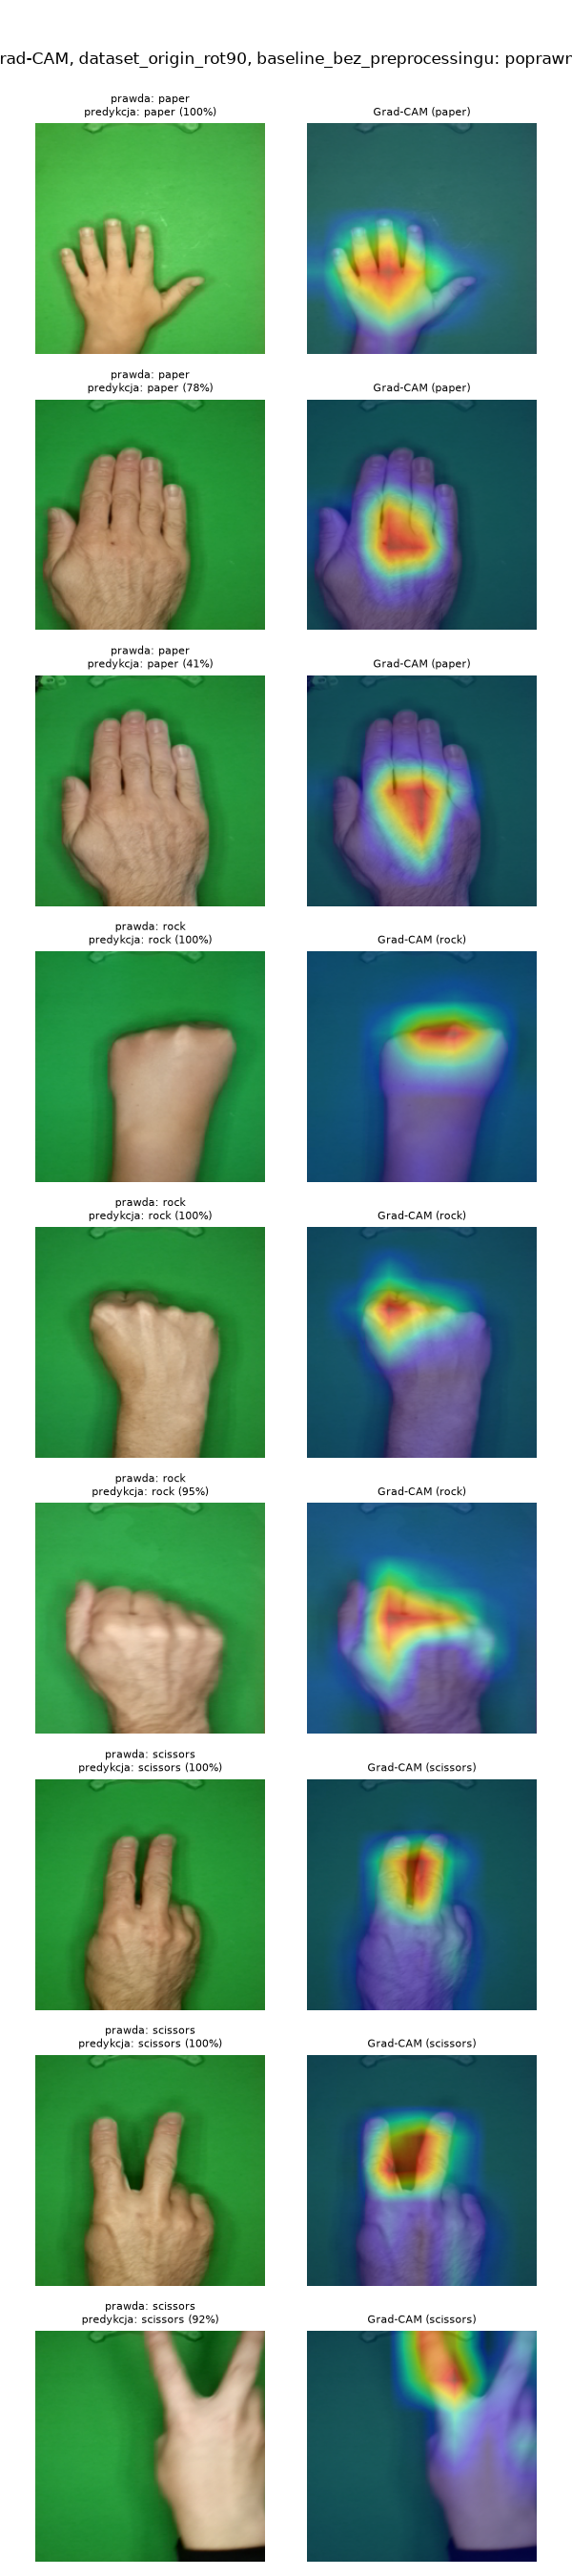 rad-CAM, dataset_origin_rot90, baseline_bez_preprocessingu:
prawda: paper
predykcja: paper (100%)
Grad-CAM (paper)
prawda: paper
predykcja: paper (78%)
Grad-CAM (paper)
prawda: paper
predykcja: paper (41%)
Grad-CAM (paper)
prawda: rock
predykcja: rock (100%)
Grad-CAM (rock)
prawda: rock
predykcja: rock (100%)
Grad-CAM (rock)
prawda: rock
predykcja: rock (95%)
Grad-CAM (rock)
prawda: scissors
predykcja: scissors (100%)
Grad-CAM (scissors)
prawda: scissors
predykcja: scissors (100%)
Grad-CAM (scissors)
prawda: scissors
predykcja: scissors (92%)
Grad-CAM (scissors)